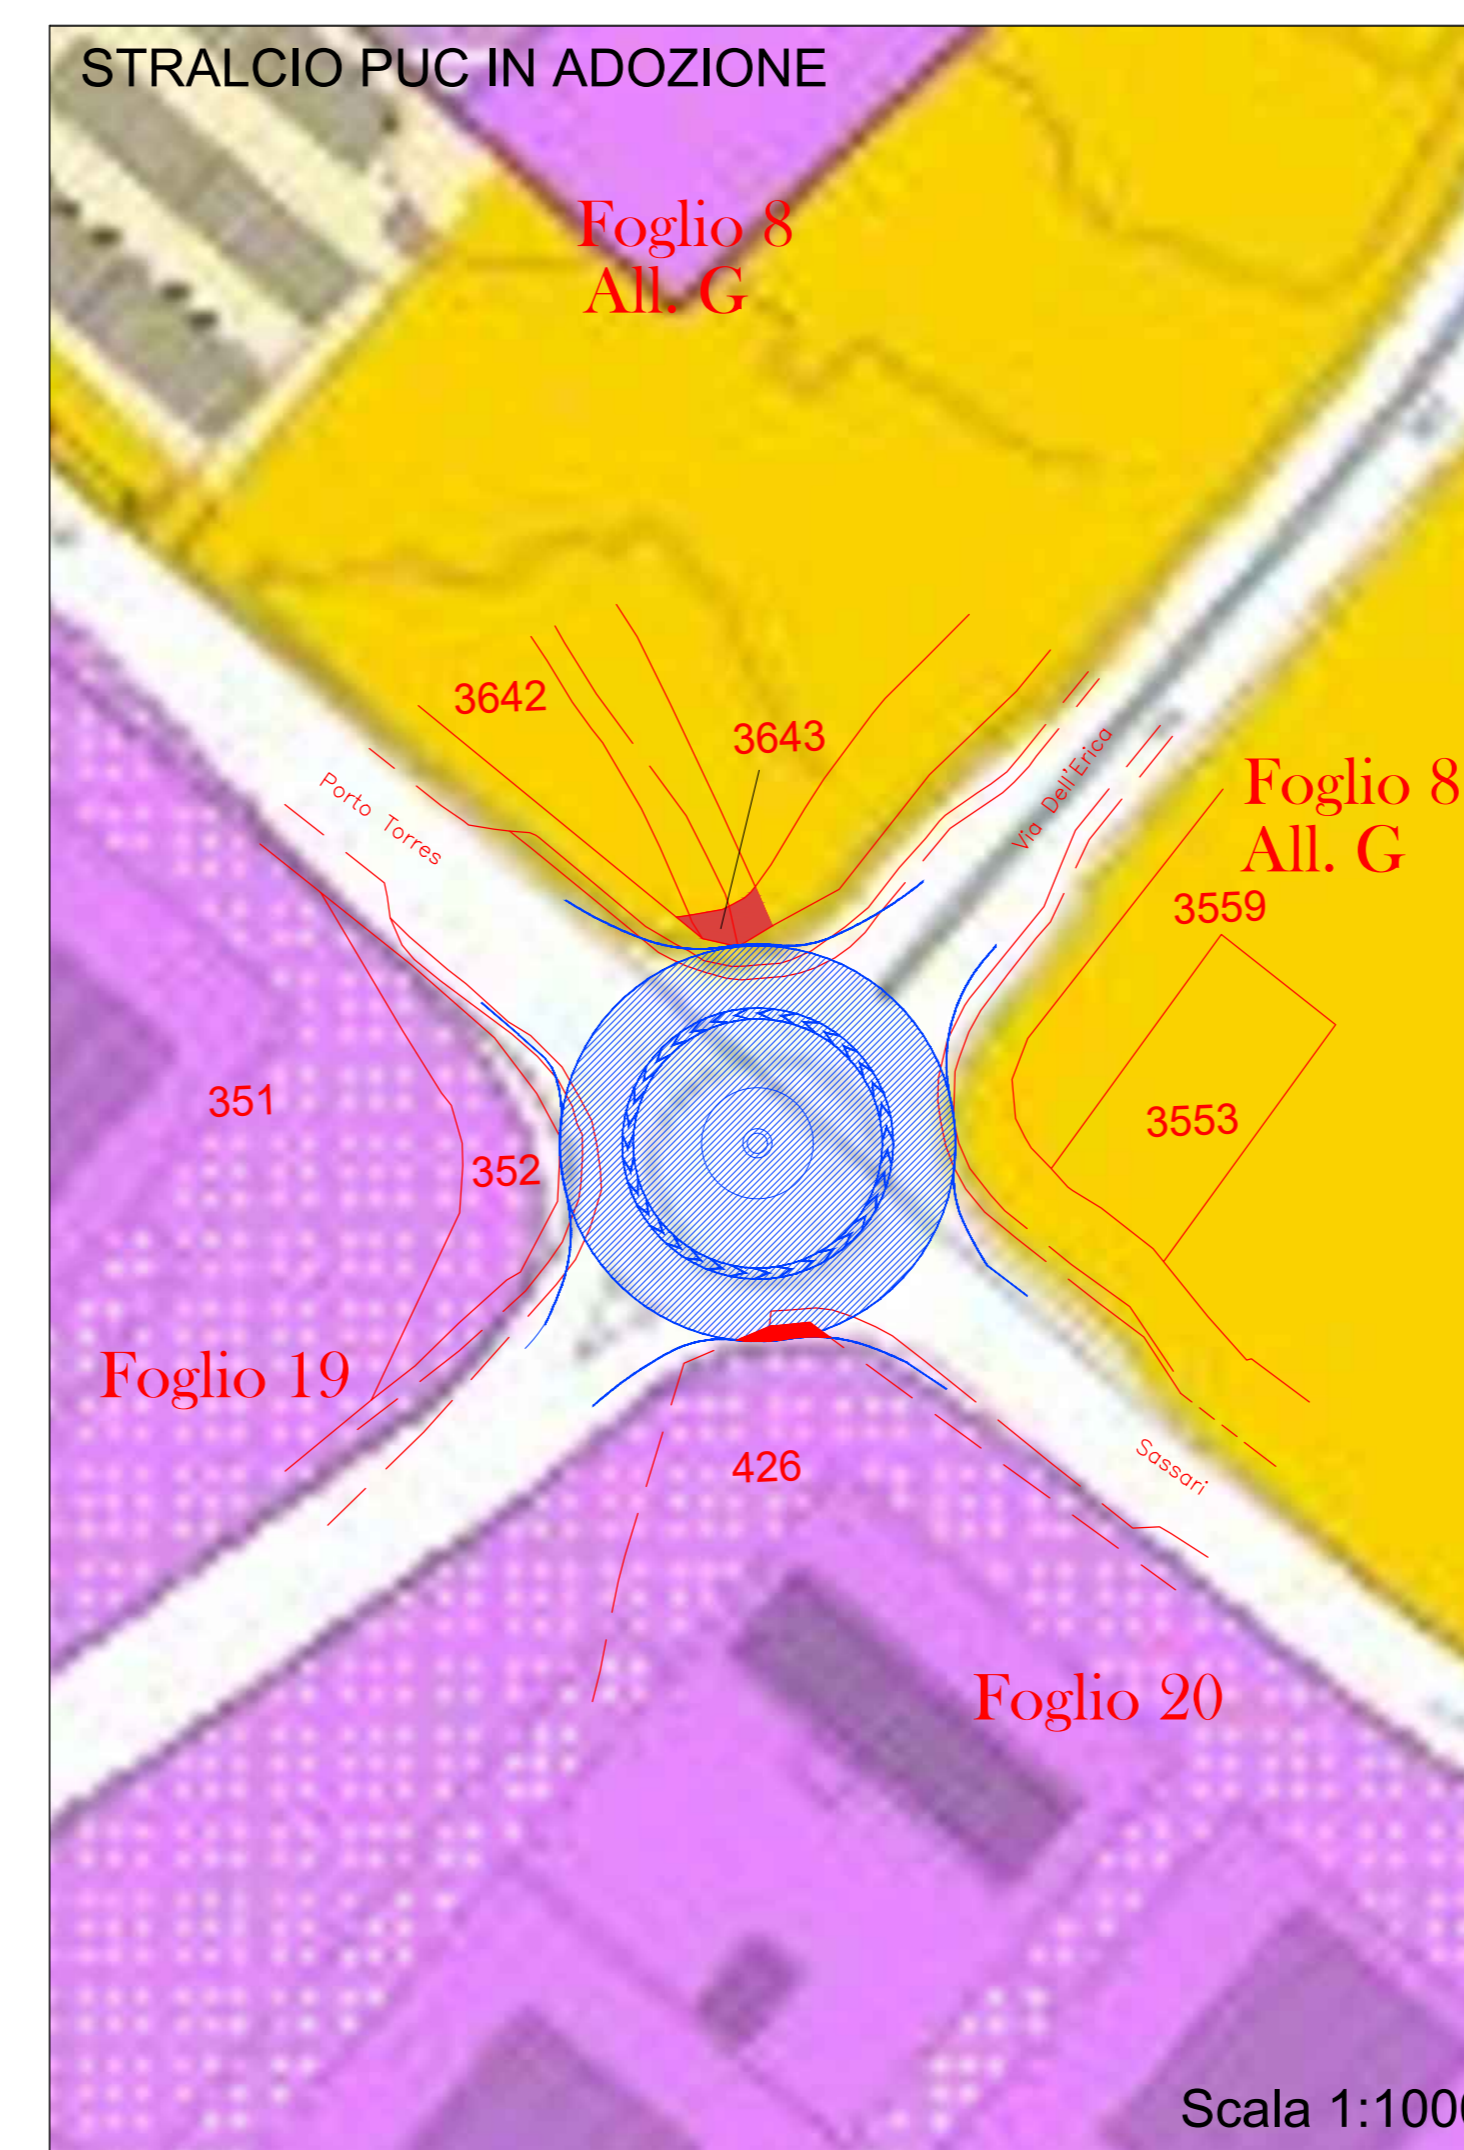 STRALCIO PUC IN ADOZIONE
Foglio 8
All. G
3642
3643
Porto Torres
Via Dell'Erica
Foglio 8
All. G
3559
3553
351
352
Foglio 19
426
Sassari
Foglio 20
Scala 1:1000